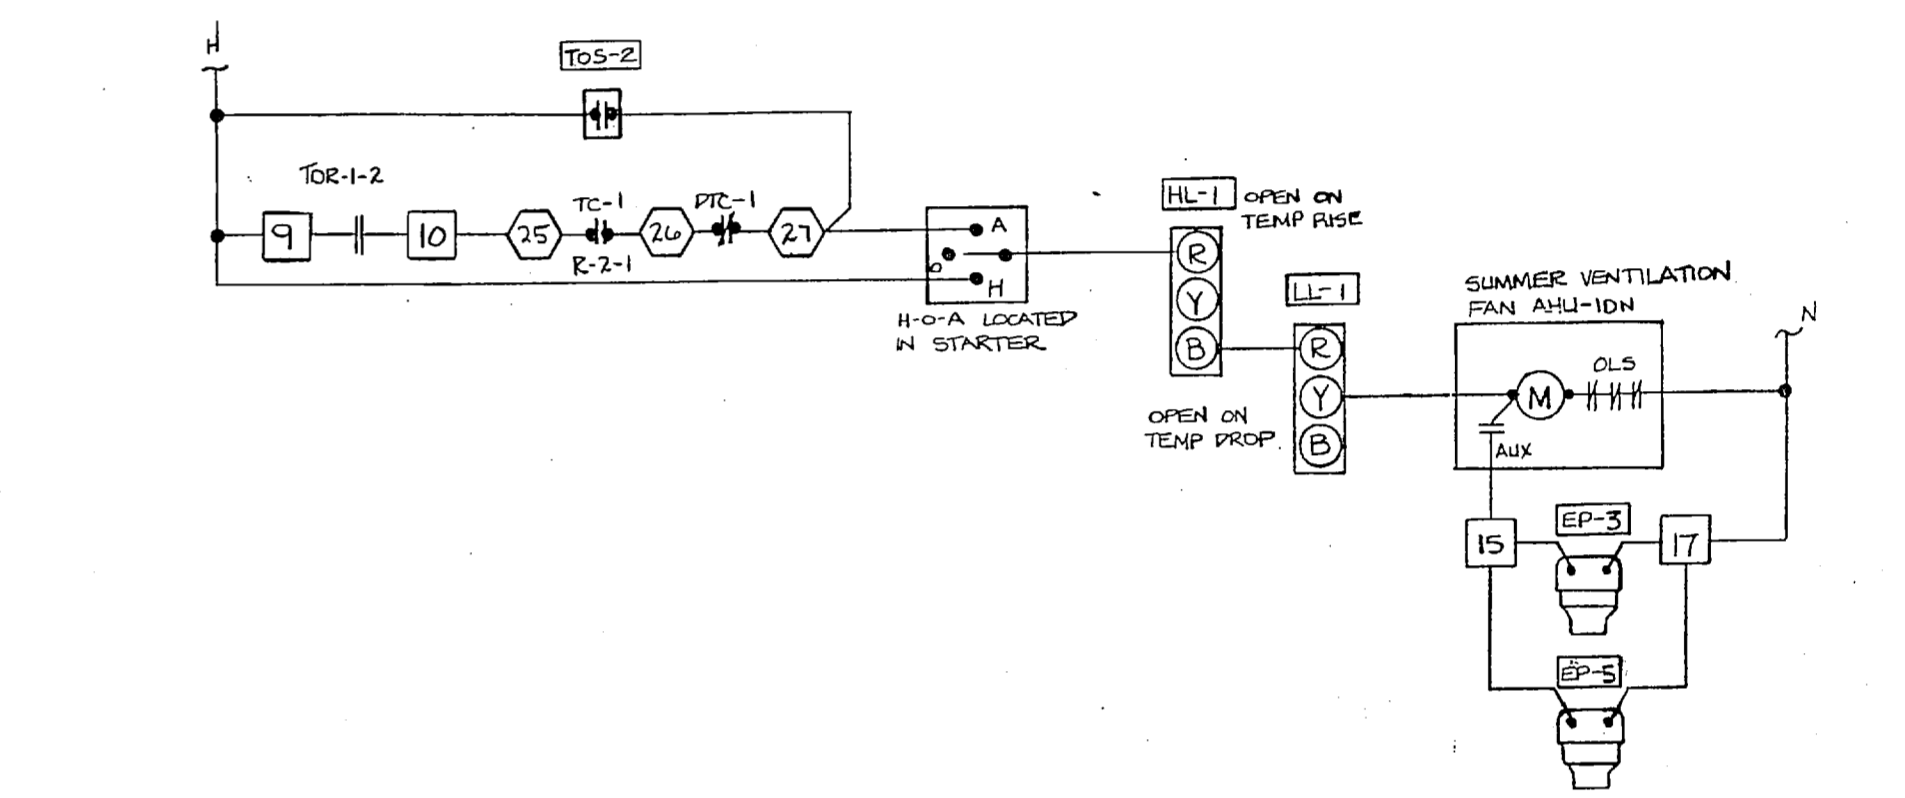 H
TOS-2
TOR-1-2
9
10
25
TC-1
R-2-1
26
DTC-1
27
A
O
H
H-O-A LOCATED
IN STARTER
HL-1
OPEN ON
TEMP RISE
R
Y
B
LL-1
OPEN ON
TEMP DROP.
R
Y
B
SUMMER VENTILATION
FAN AHU-IDN
M
OLS
AUX
N
15
EP-3
17
EP-5